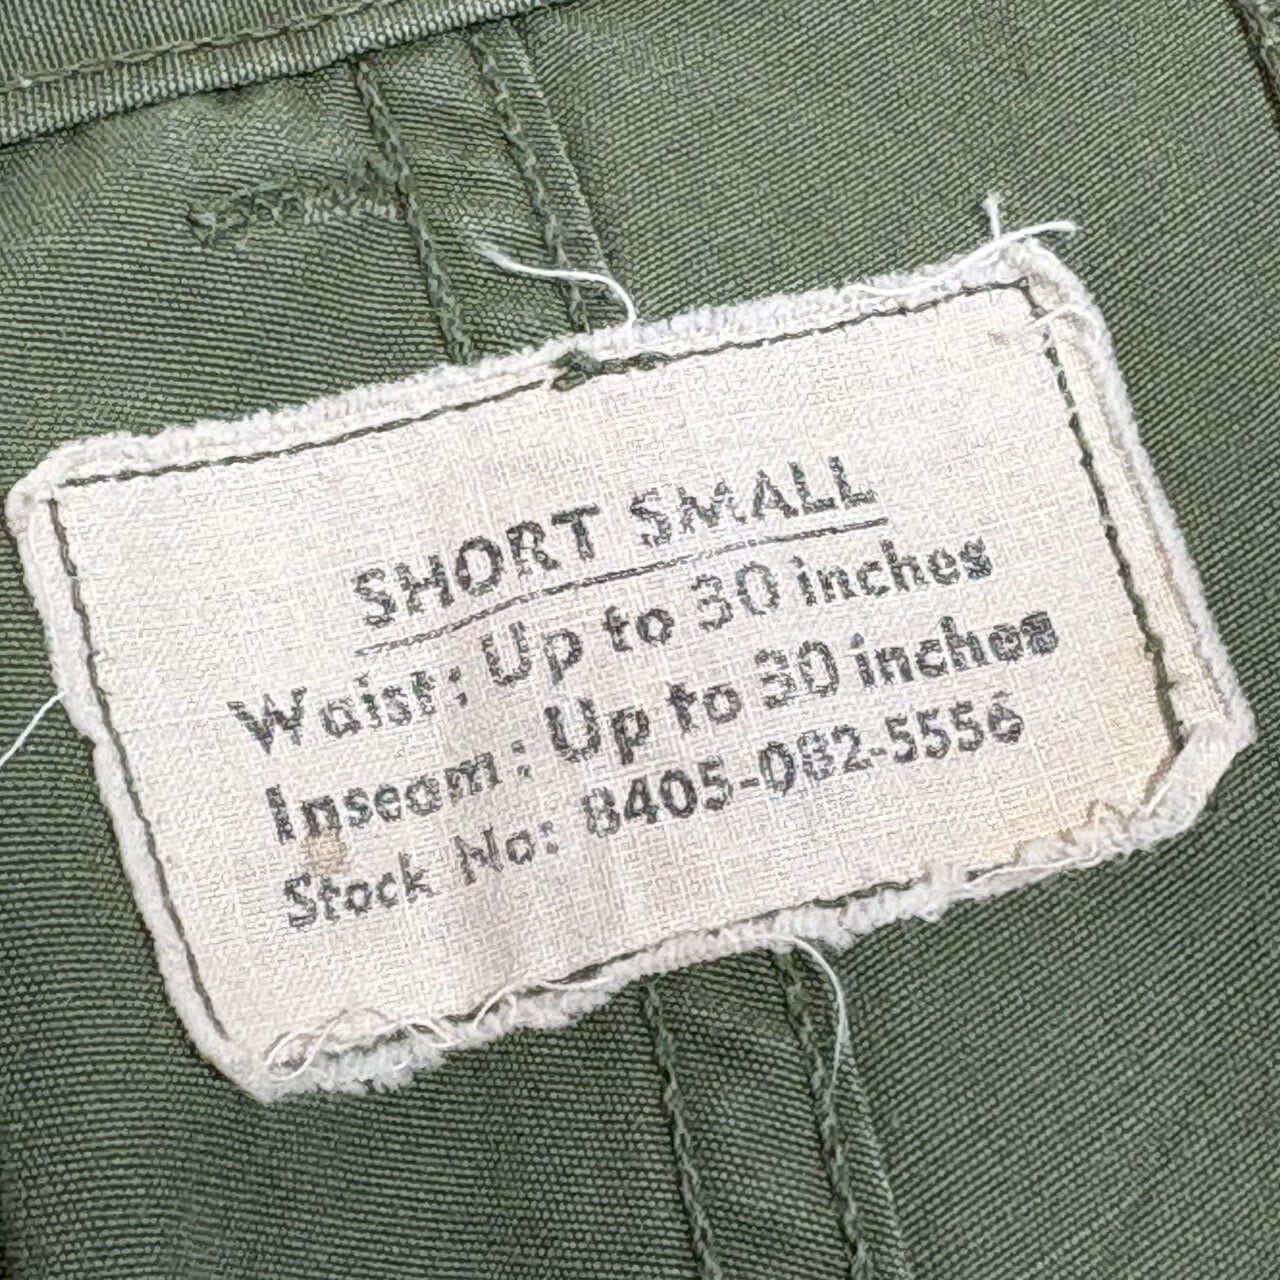 SHORT SMALL
Waist: Up to 30 inches
Inseam: Up to 30 inches
Stock No: 8405-082-5556